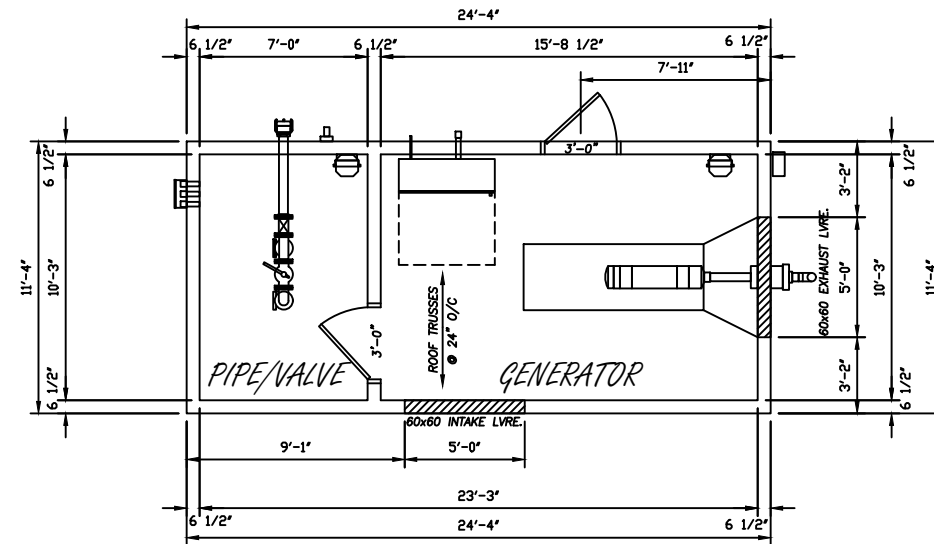 24'-4"
6 1/2" 7'-0" 6 1/2" 15'-8 1/2" 6 1/2"
7'-11"
3'-0"
6 1/2"
10'-3"
6 1/2"
11'-4"
3'-2"
5'-0"
3'-2"
60x60 EXHAUST LVRE.
6 1/2"
10'-3"
6 1/2"
11'-4"
ROOF TRUSSES
@ 24" O/C
3'-0"
PIPE/VALVE GENERATOR
60x60 INTAKE LVRE.
9'-1" 5'-0"
23'-3"
6 1/2" 6 1/2"
24'-4"